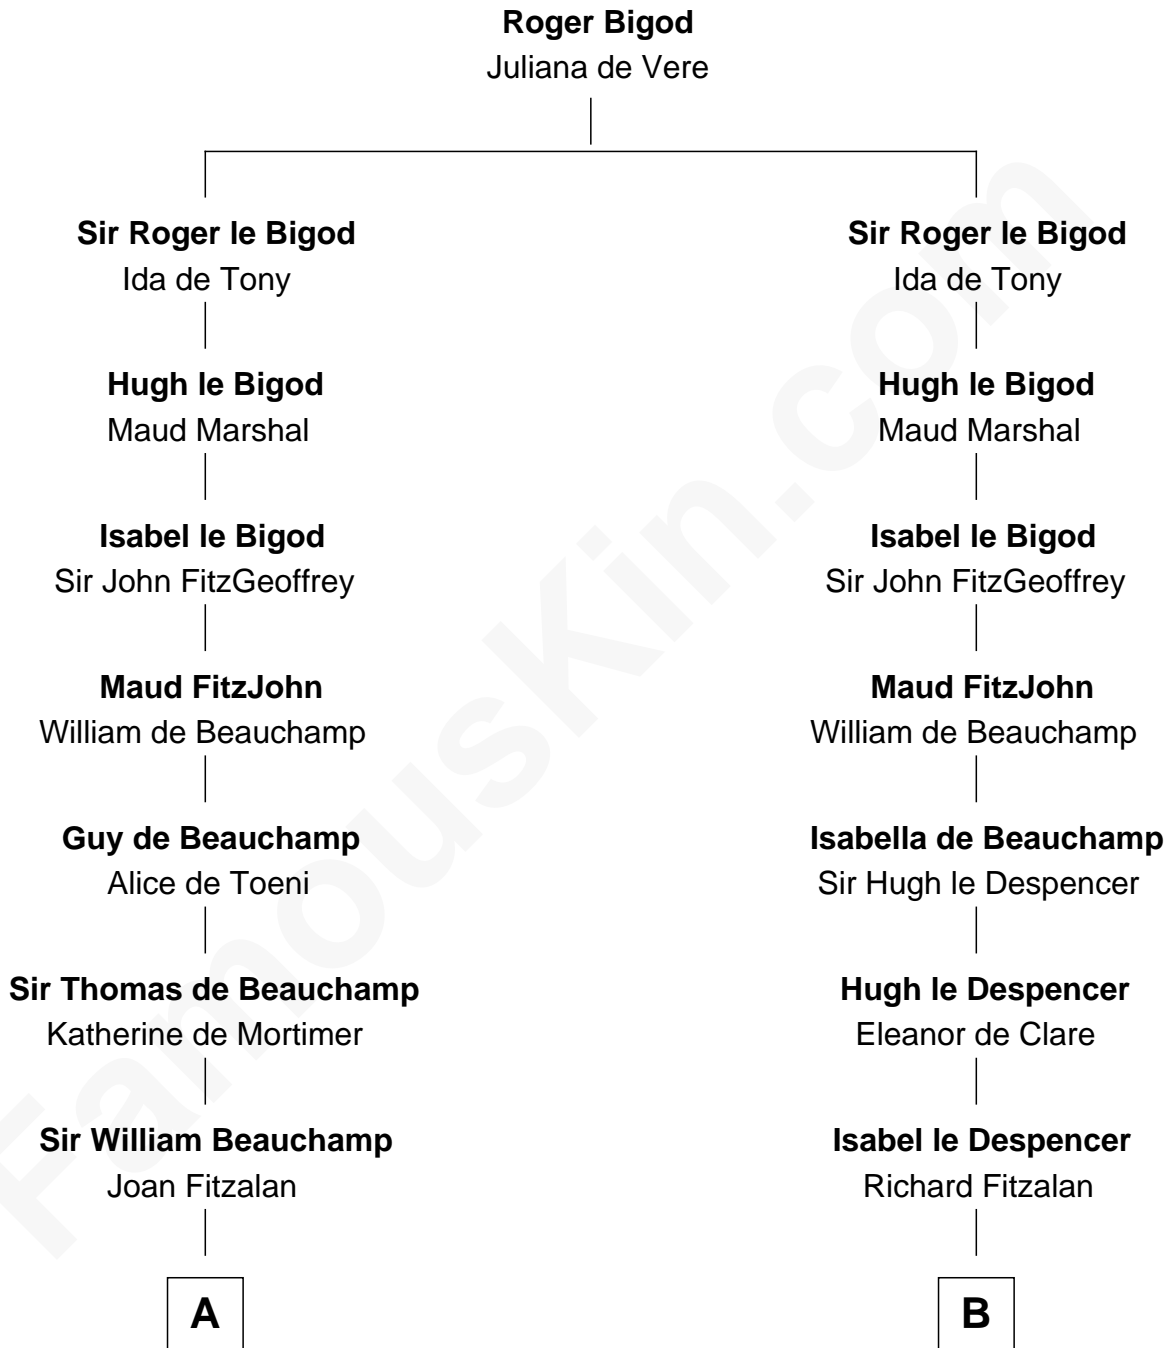 Roger Bigod
Juliana de Vere
Sir Roger le Bigod
Ida de Tony
Hugh le Bigod
Maud Marshal
Isabel le Bigod
Sir John FitzGeoffrey
Maud FitzJohn
William de Beauchamp
Guy de Beauchamp
Alice de Toeni
Sir Thomas de Beauchamp
Katherine de Mortimer
Sir William Beauchamp
Joan Fitzalan
A
Sir Roger le Bigod
Ida de Tony
Hugh le Bigod
Maud Marshal
Isabel le Bigod
Sir John FitzGeoffrey
Maud FitzJohn
William de Beauchamp
Isabella de Beauchamp
Sir Hugh le Despencer
Hugh le Despencer
Eleanor de Clare
Isabel le Despencer
Richard Fitzalan
B
FamousKin.com